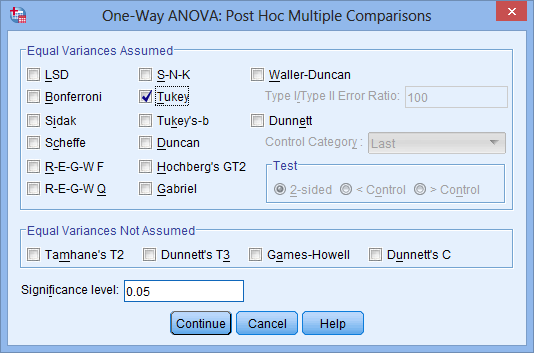 One-Way ANOVA: Post Hoc Multiple Comparisons
Equal Variances Assumed
LSD
S-N-K
Waller-Duncan
Bonferroni
Tukey
Type I/Type II Error Ratio: 100
Sidak
Tukey's-b
Dunnett
Scheffe
Duncan
Control Category : Last
R-E-G-W F
Hochberg's GT2
Test
R-E-G-W Q
Gabriel
2-sided < Control > Control
Equal Variances Not Assumed
Tamhane's T2 Dunnett's T3 Games-Howell Dunnett's C
Significance level: 0.05
Continue Cancel Help